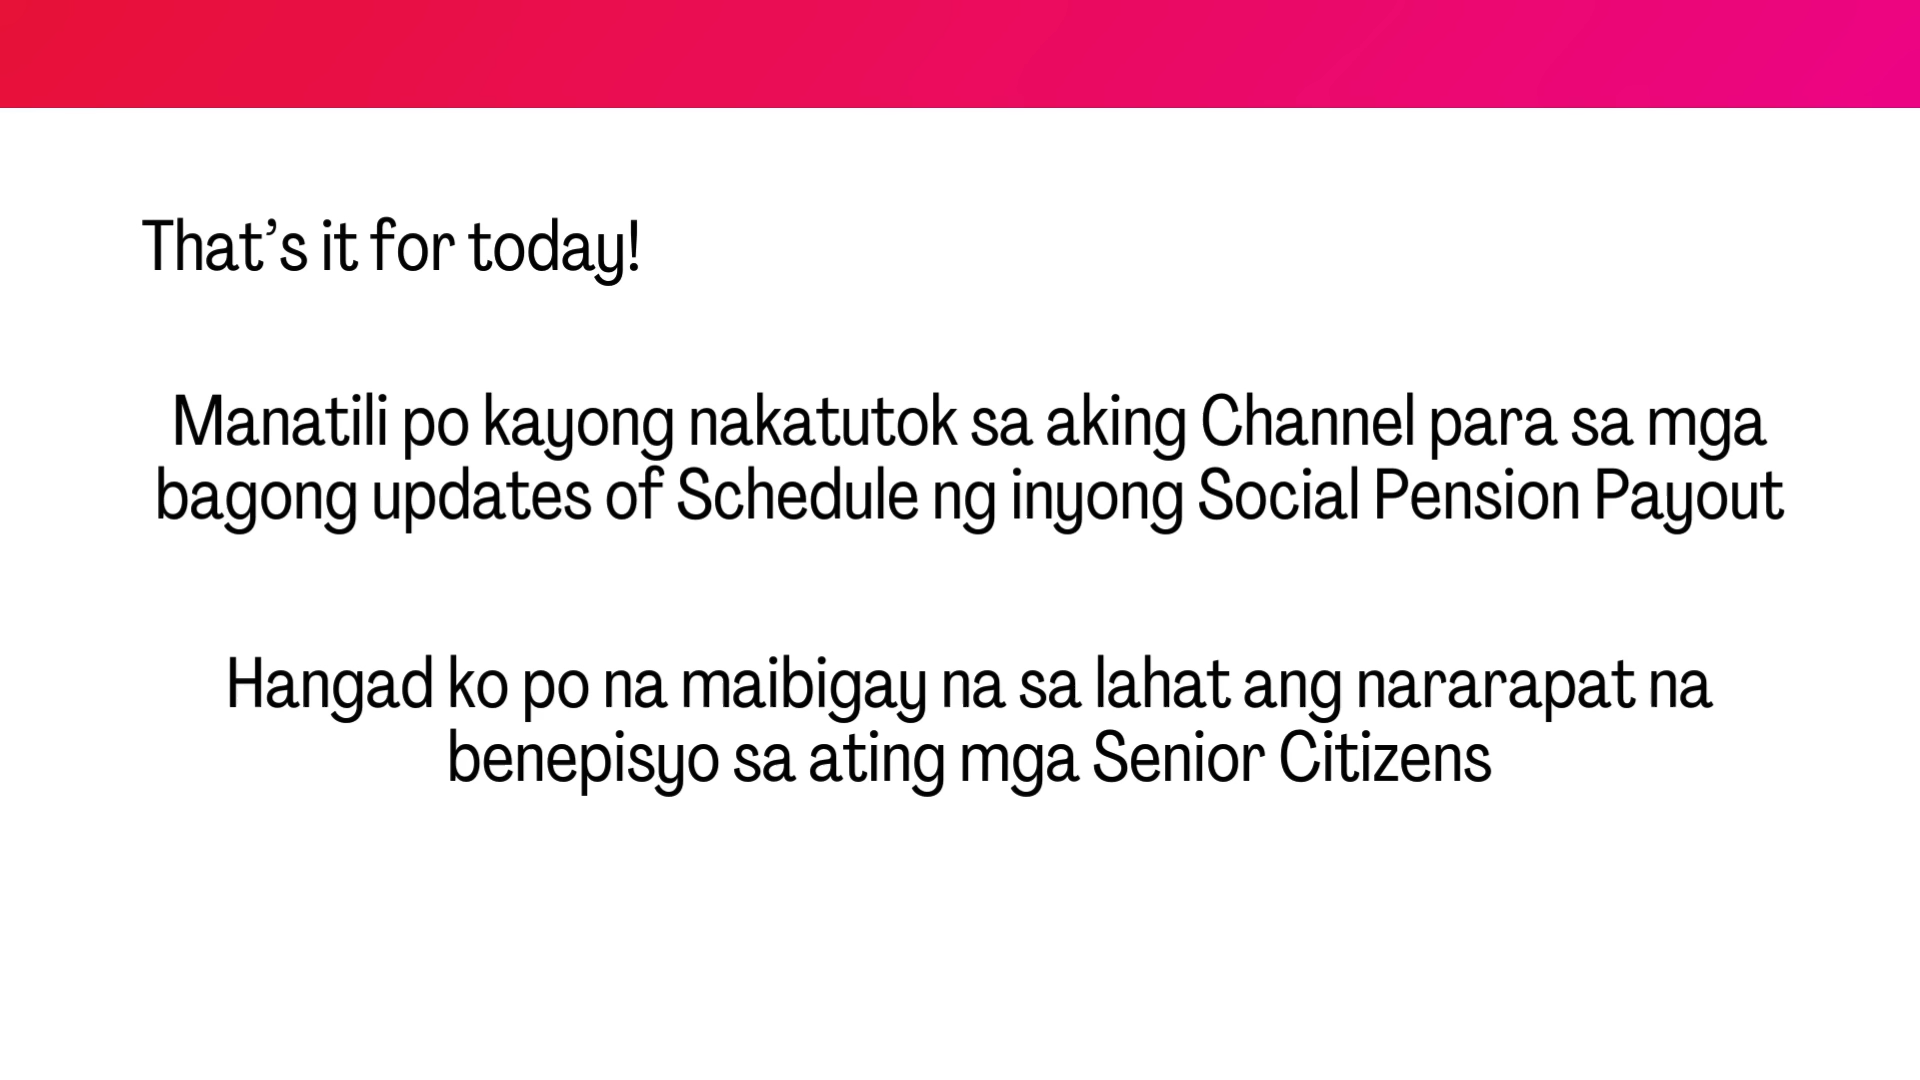 That’s it for today!
Manatili po kayong nakatutok sa aking Channel para sa mga
bagong updates of Schedule ng inyong Social Pension Payout
Hangad ko po na maibigay na sa lahat ang nararapat na
benepisyo sa ating mga Senior Citizens